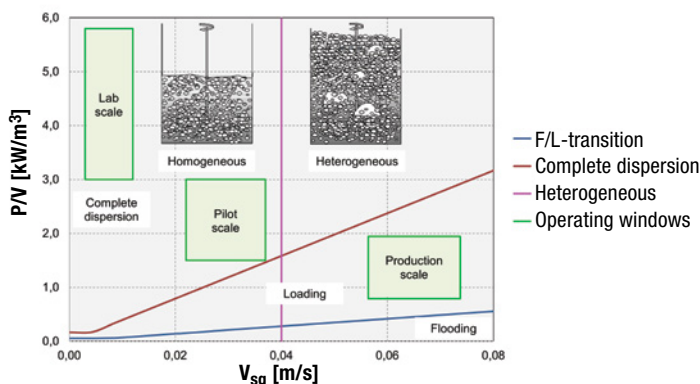 6,0
5,0
4,0
3,0
2,0
1,0
0,0
P/V [kW/m³]
Lab
scale
Homogeneous
Heterogeneous
Complete
dispersion
Pilot
scale
Production
scale
Loading
Flooding
0,00
0,02
0,04
0,06
0,08
Vsg [m/s]
F/L-transition
Complete dispersion
Heterogeneous
Operating windows